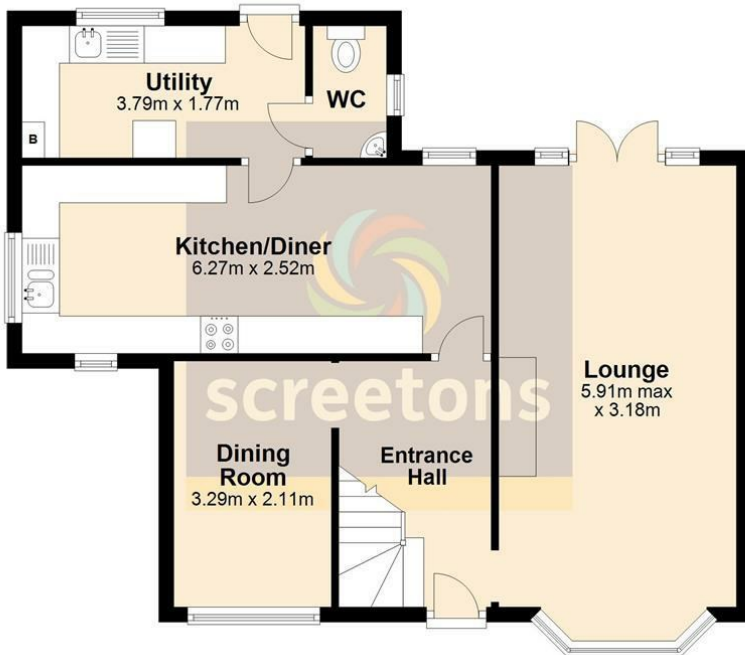 Utility
3.79m x 1.77m
WC
B
Kitchen/Diner
6.27m x 2.52m
Lounge
5.91m max
x 3.18m
screetons
Dining
Room
3.29m x 2.11m
Entrance
Hall